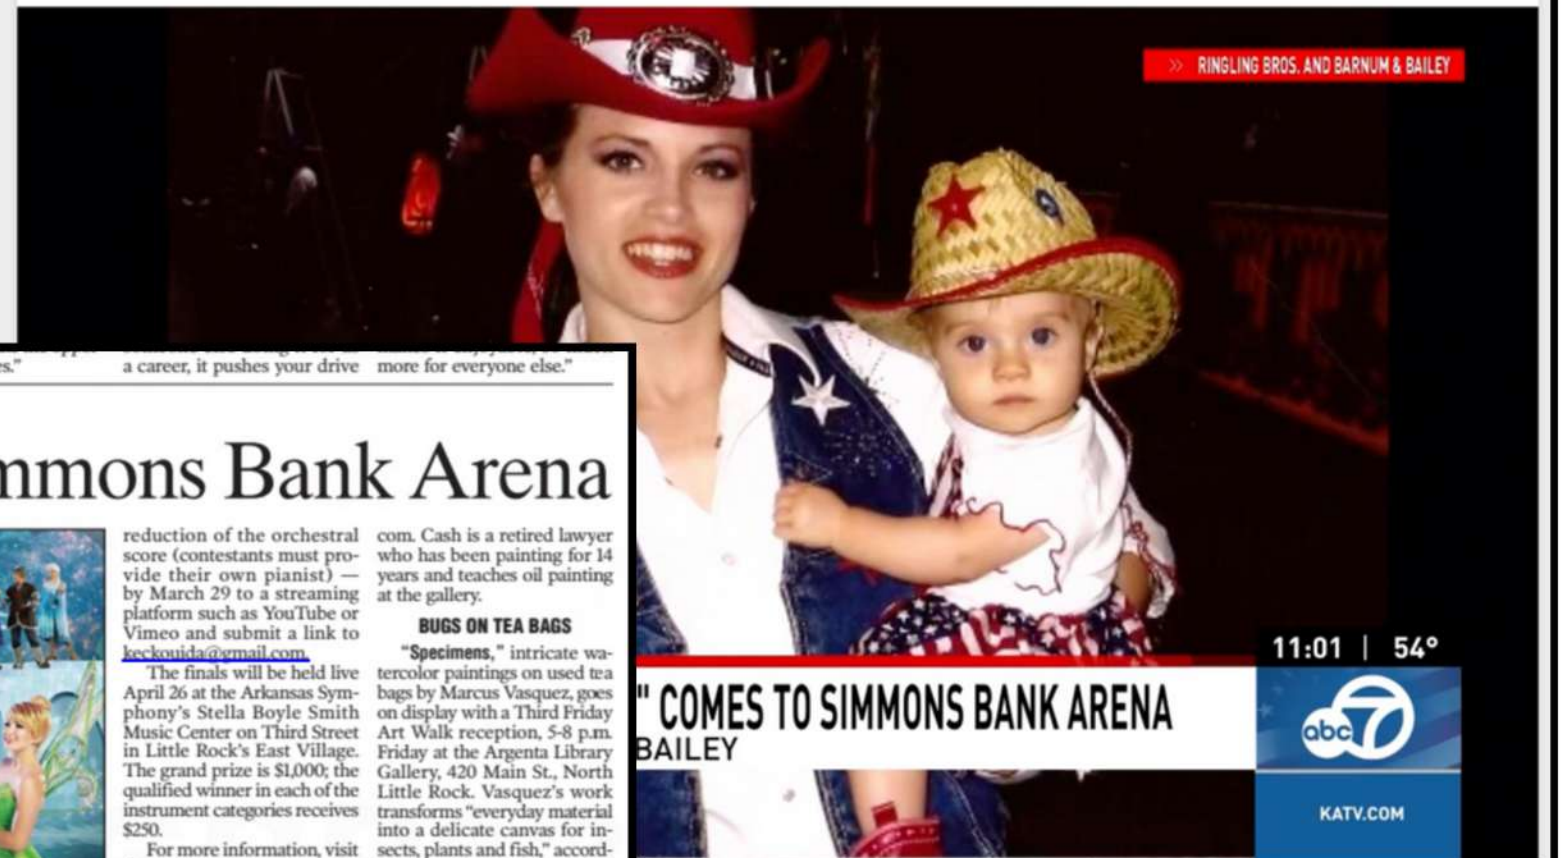 RINGLING BROS. AND BARNUM & BAILEY
es."
a career, it pushes your drive
more for everyone else."
mmons Bank Arena
reduction of the orchestral
score (contestants must pro-
vide their own pianist) —
by March 29 to a streaming
platform such as YouTube or
Vimeo and submit a link to
keckouida@gmail.com.
The finals will be held live
April 26 at the Arkansas Sym-
phony's Stella Boyle Smith
Music Center on Third Street
in Little Rock's East Village.
The grand prize is $1,000; the
qualified winner in each of the
instrument categories receives
$250.
For more information, visit
com. Cash is a retired lawyer
who has been painting for 14
years and teaches oil painting
at the gallery.
BUGS ON TEA BAGS
"Specimens," intricate wa-
tercolor paintings on used tea
bags by Marcus Vasquez, goes
on display with a Third Friday
Art Walk reception, 5-8 p.m.
Friday at the Argenta Library
Gallery, 420 Main St., North
Little Rock. Vasquez's work
transforms "everyday material
into a delicate canvas for in-
sects, plants and fish," accord-
" COMES TO SIMMONS BANK ARENA
BAILEY
11:01 | 54°
abc 7
KATV.COM